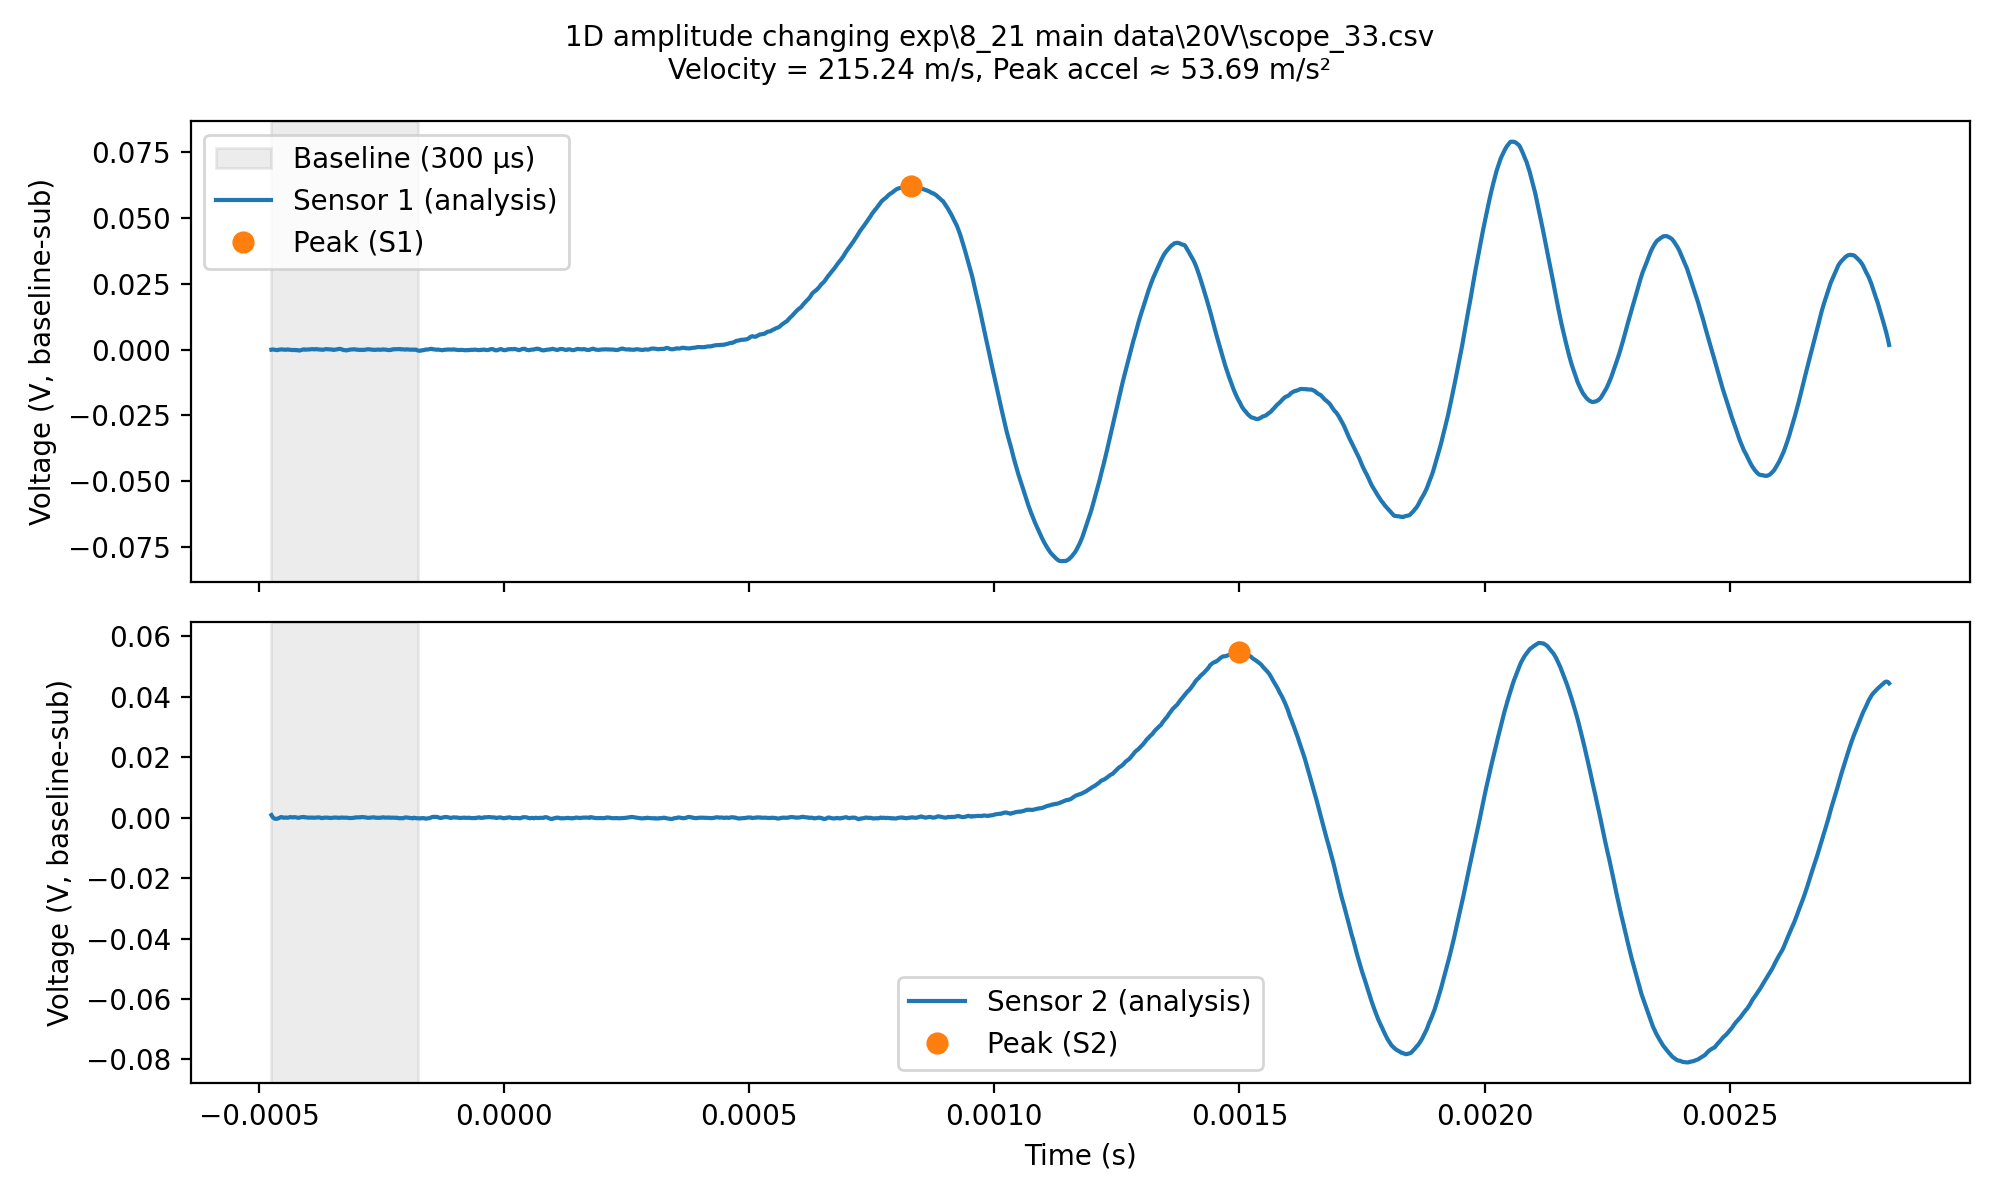 1D amplitude changing exp\8_21 main data\20V\scope_33.csv
Velocity = 215.24 m/s, Peak accel ≈ 53.69 m/s²
Voltage (V, baseline-sub)
0.075
0.050
0.025
0.000
−0.025
−0.050
−0.075
Baseline (300 µs)
Sensor 1 (analysis)
Peak (S1)
Voltage (V, baseline-sub)
0.06
0.04
0.02
0.00
−0.02
−0.04
−0.06
−0.08
Sensor 2 (analysis)
Peak (S2)
−0.0005 0.0000 0.0005 0.0010 0.0015 0.0020 0.0025
Time (s)